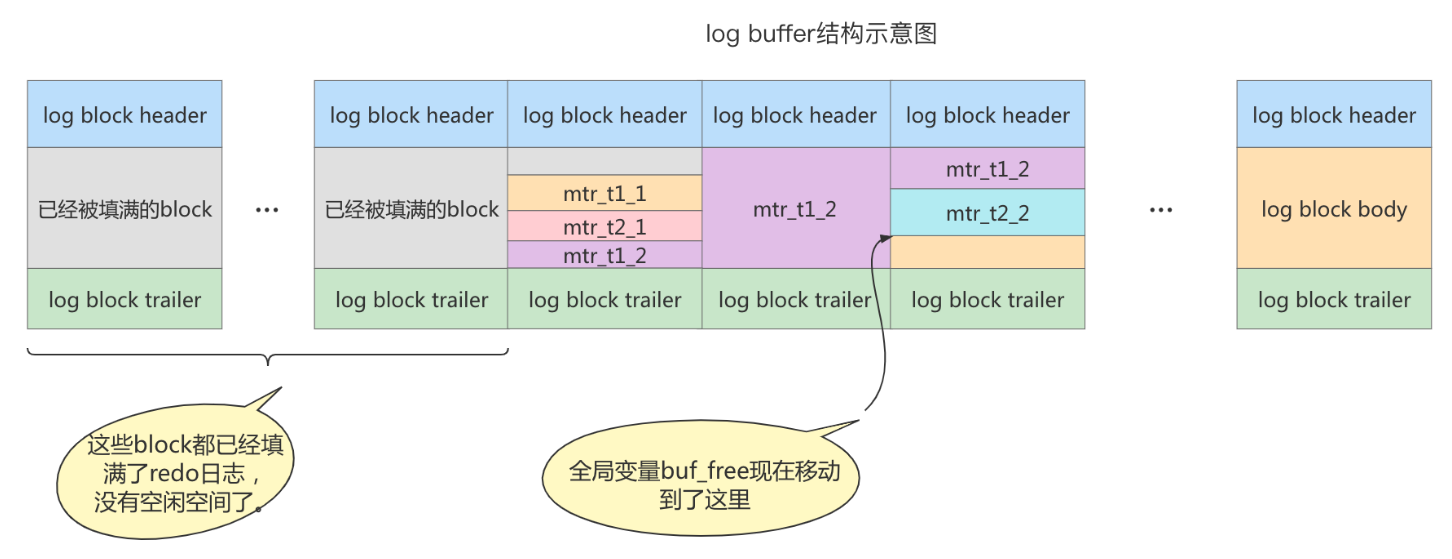 log buffer结构示意图
log block header
log block header
log block header
log block header
log block header
log block header
已经被填满的block
...
已经被填满的block
mtr_t1_1
mtr_t2_1
mtr_t1_2
mtr_t1_2
mtr_t1_2
mtr_t2_2
...
log block body
log block trailer
log block trailer
log block trailer
log block trailer
log block trailer
log block trailer
这些block都已经填
满了redo日志，
没有空闲空间了。
全局变量buf_free现在移动
到了这里